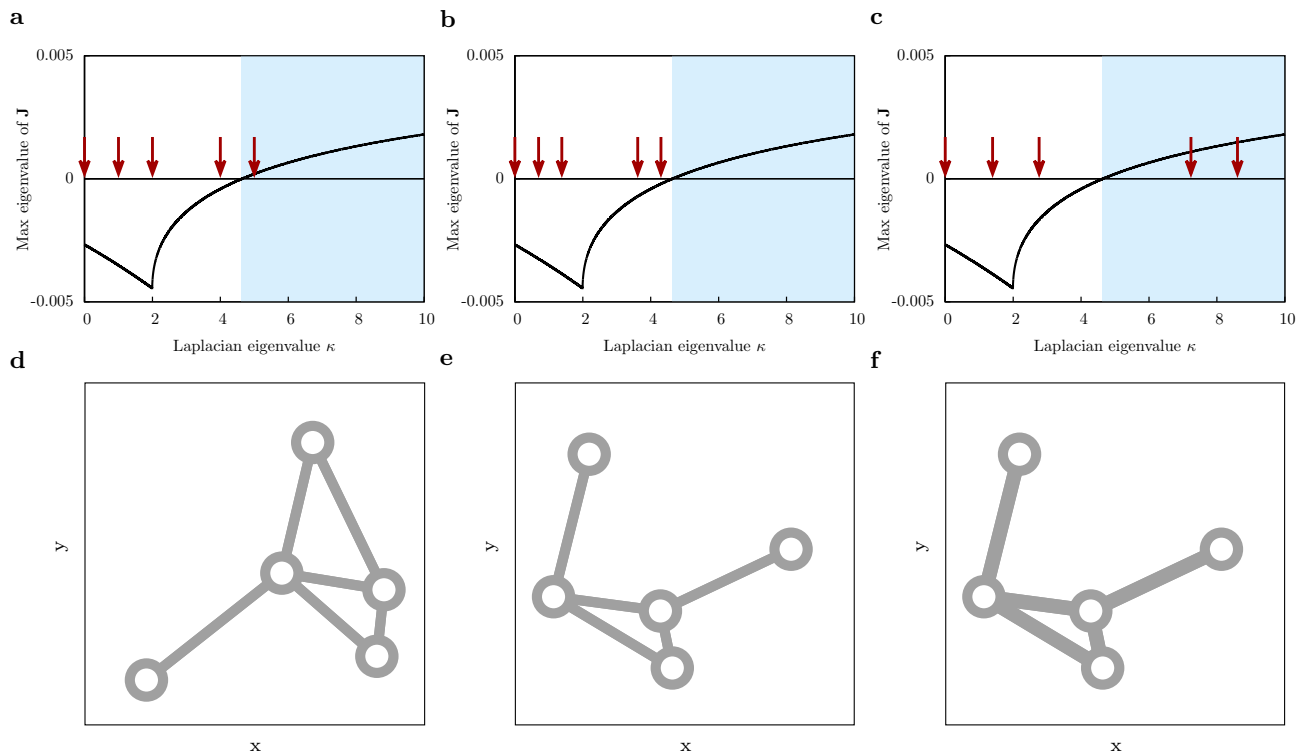 a
b
c
0.005
0
-0.005
Max eigenvalue of J
0 2 4 6 8 10
Laplacian eigenvalue κ
0.005
0
-0.005
Max eigenvalue of J
0 2 4 6 8 10
Laplacian eigenvalue κ
0.005
0
-0.005
Max eigenvalue of J
0 2 4 6 8 10
Laplacian eigenvalue κ
d
e
f
y
x
y
x
y
x